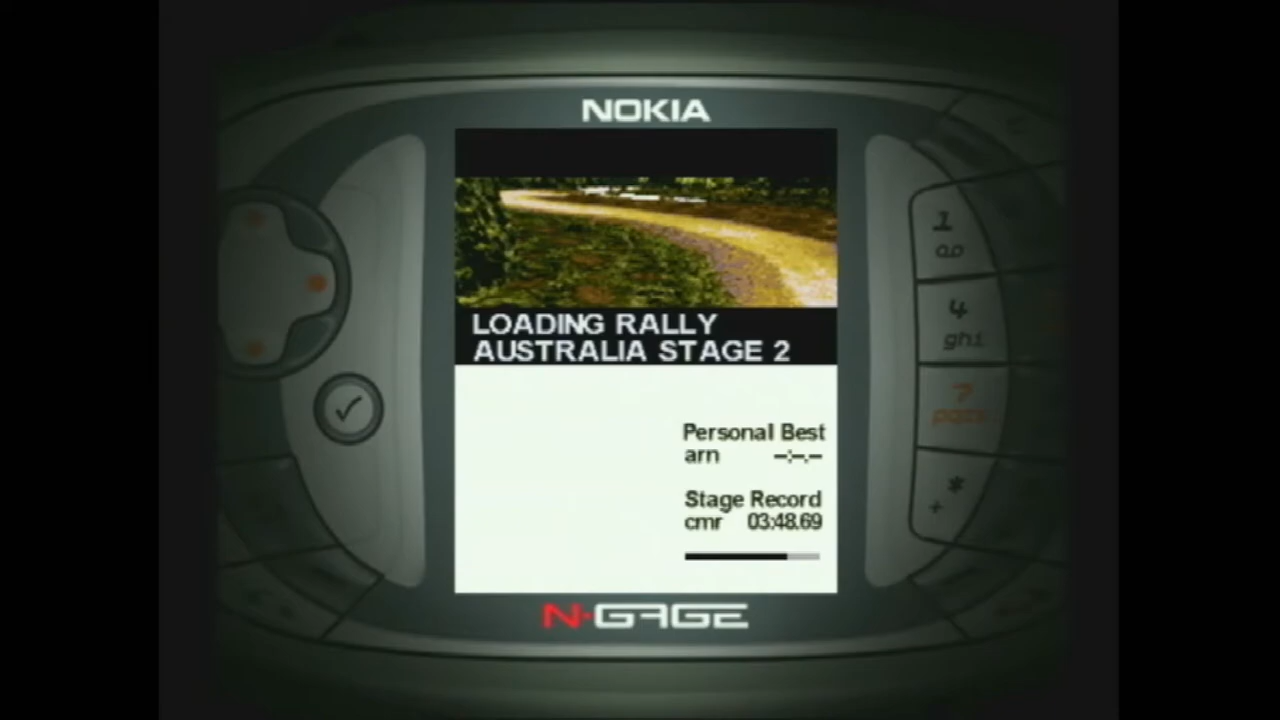 NOKIA
LOADING RALLY
AUSTRALIA STAGE 2
Personal Best
arn --:--.--
Stage Record
cmr 03:48.69
N-GAGE
1
4
ghi
7
pqrs
*
+